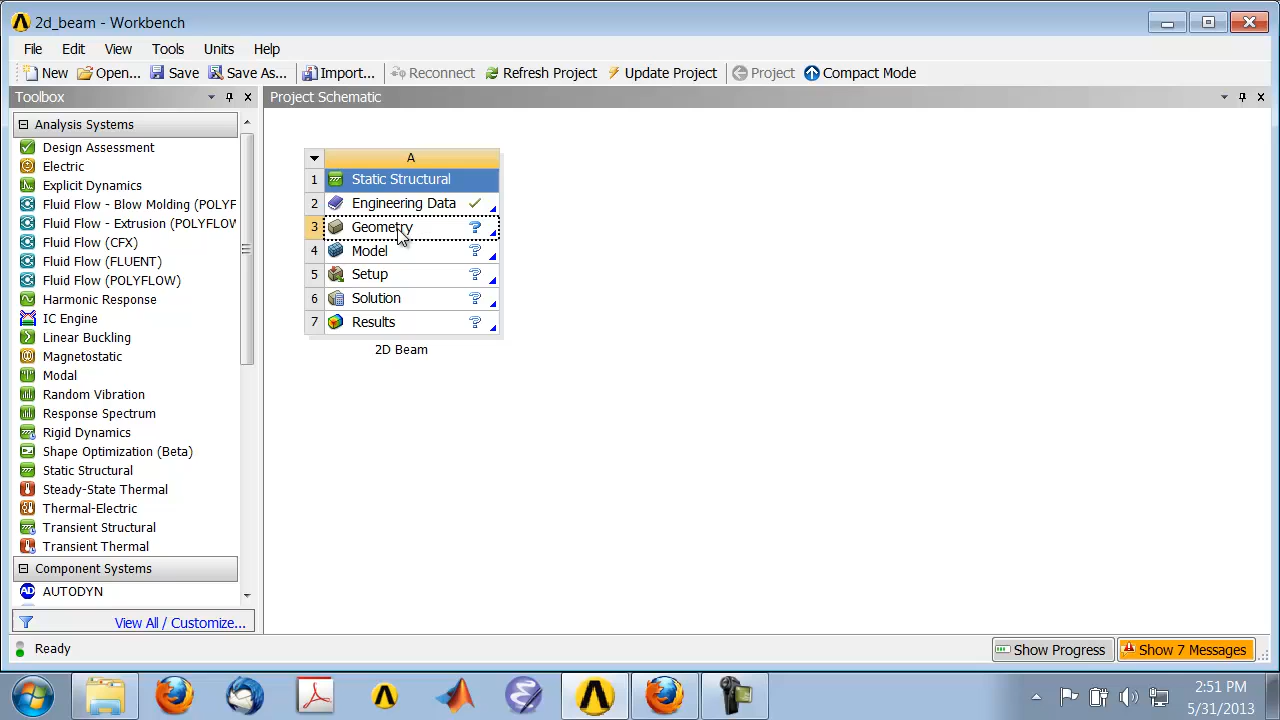 2d_beam - Workbench
File Edit View Tools Units Help
New Open... Save Save As... Import... Reconnect Refresh Project Update Project Project Compact Mode
Toolbox
Project Schematic
Analysis Systems
Design Assessment
Electric
Explicit Dynamics
Fluid Flow - Blow Molding (POLYF
Fluid Flow - Extrusion (POLYFLOW
Fluid Flow (CFX)
Fluid Flow (FLUENT)
Fluid Flow (POLYFLOW)
Harmonic Response
IC Engine
Linear Buckling
Magnetostatic
Modal
Random Vibration
Response Spectrum
Rigid Dynamics
Shape Optimization (Beta)
Static Structural
Steady-State Thermal
Thermal-Electric
Transient Structural
Transient Thermal
Component Systems
AUTODYN
View All / Customize...
A
1 Static Structural
2 Engineering Data
3 Geometry ?
4 Model ?
5 Setup ?
6 Solution ?
7 Results ?
2D Beam
Ready
Show Progress
Show 7 Messages
2:51 PM
5/31/2013